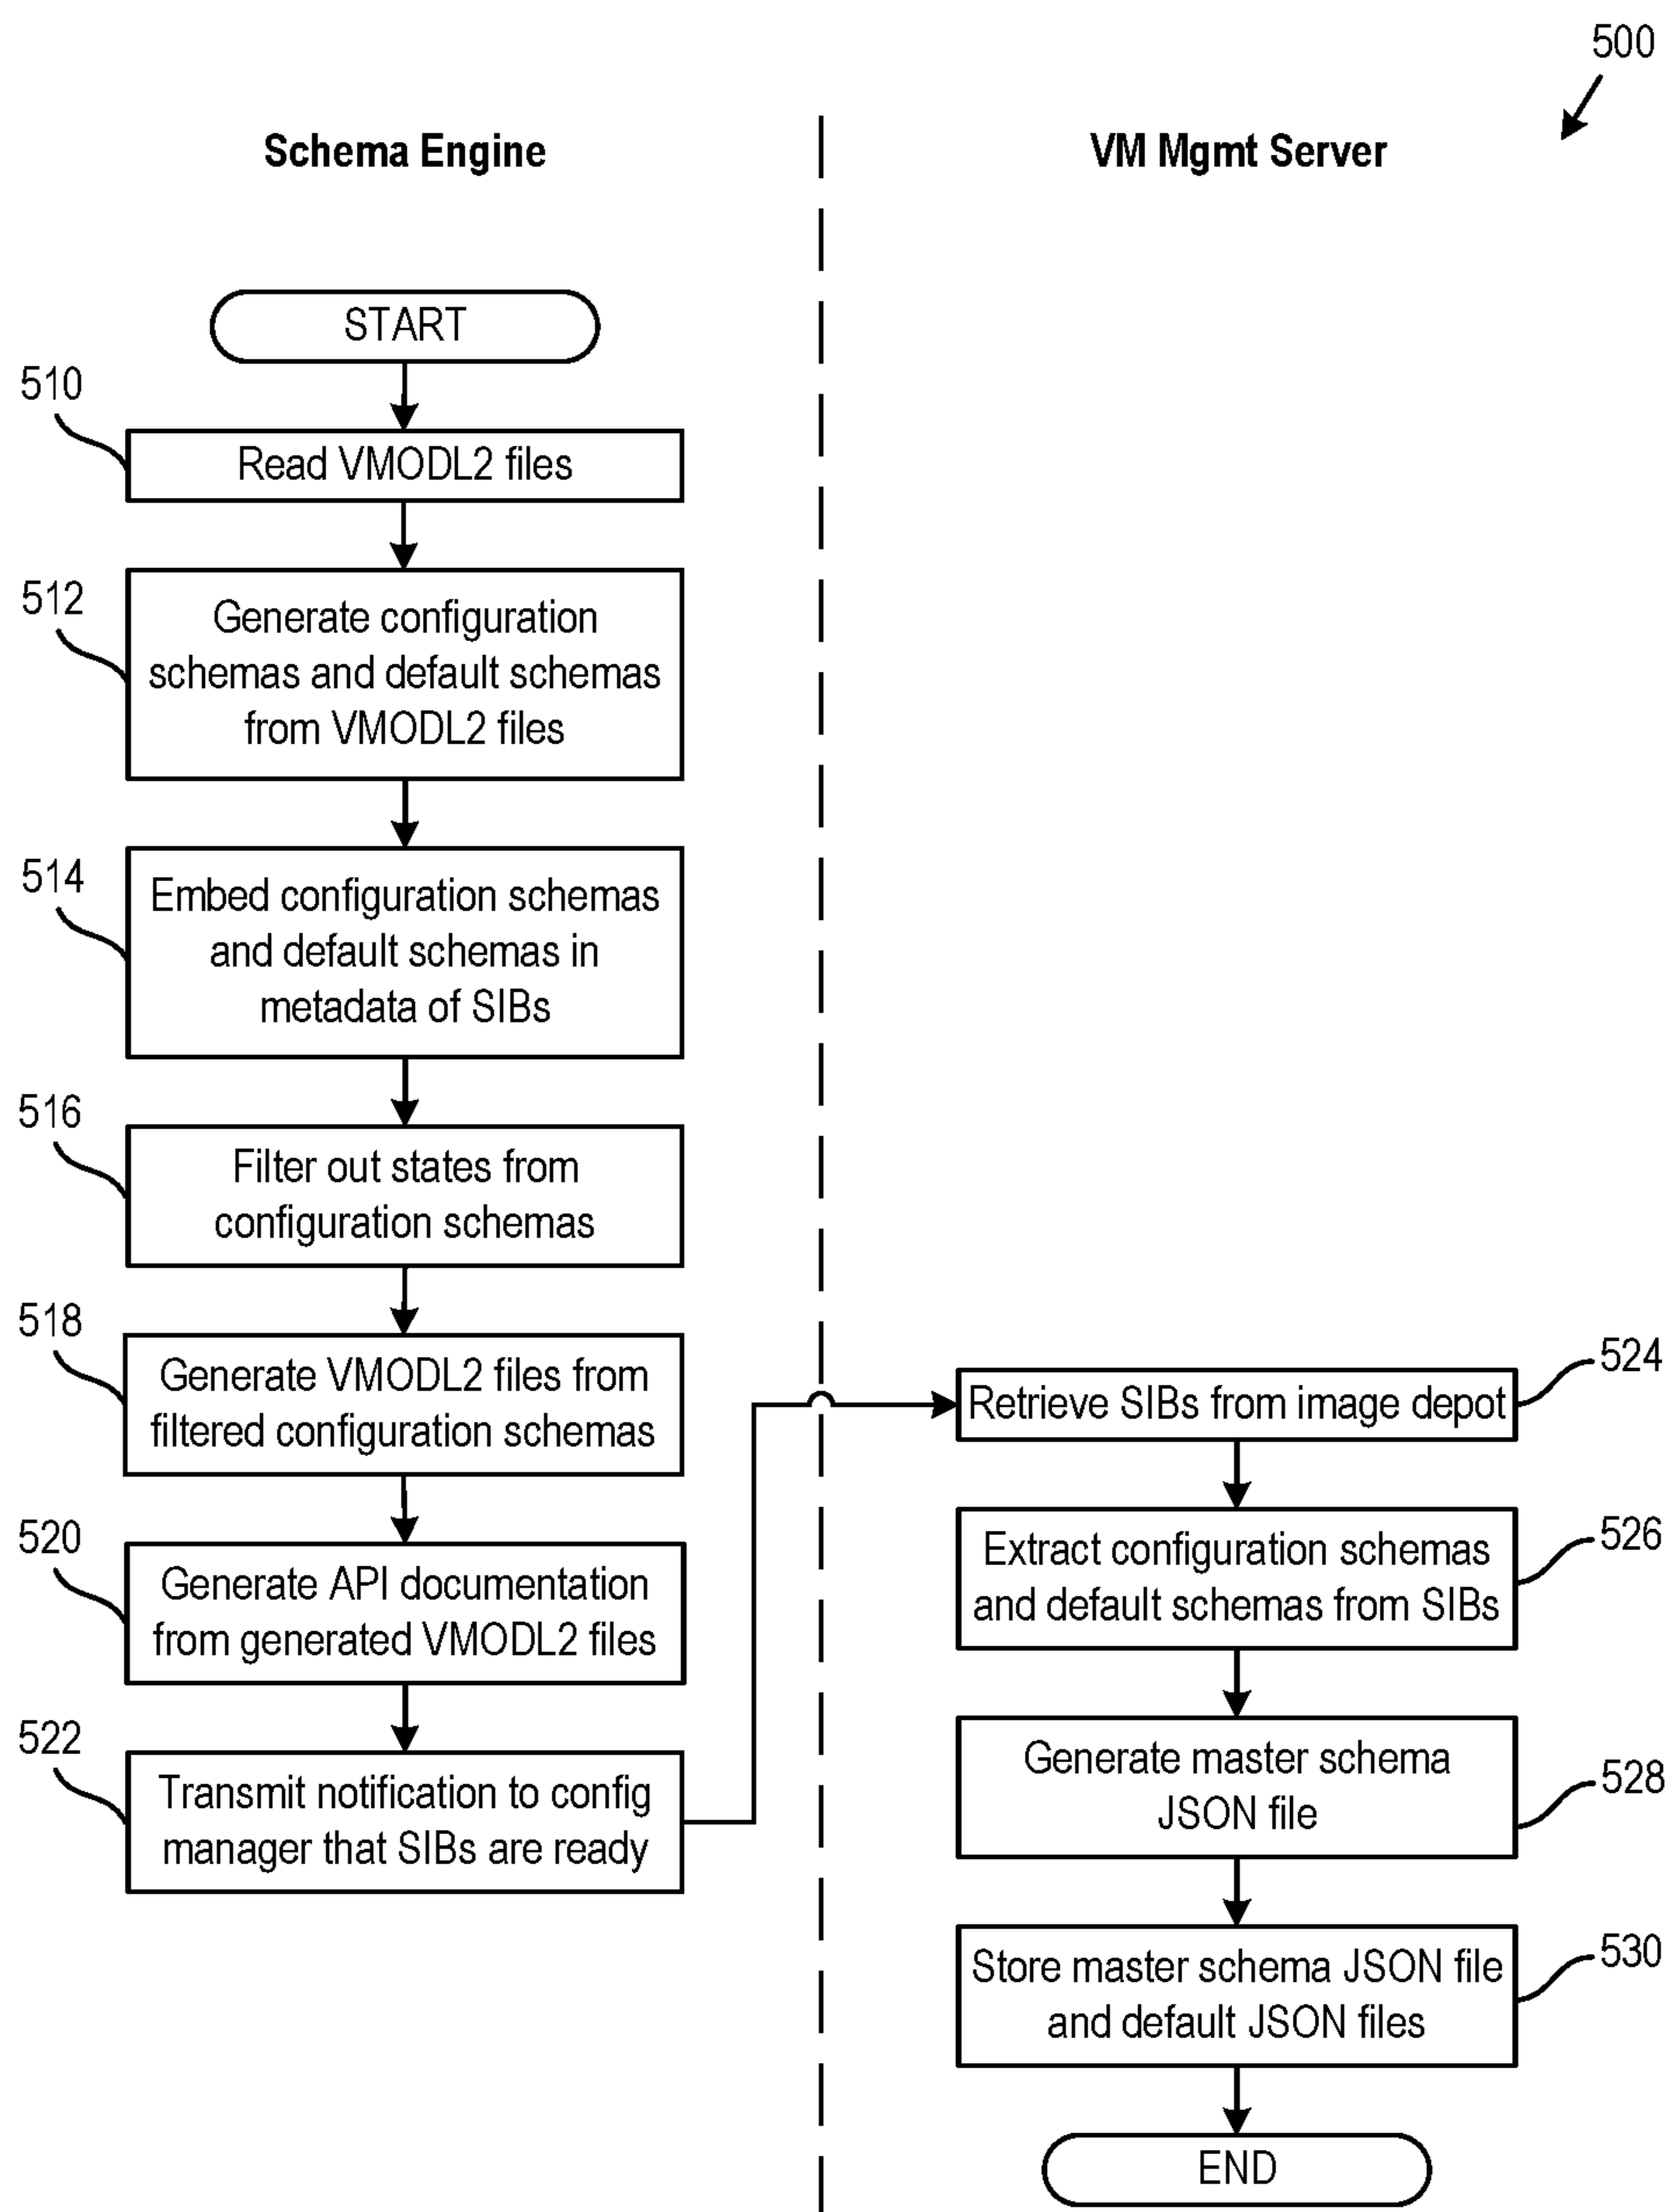 500
Schema Engine
VM Mgmt Server
START
510
Read VMODL2 files
512
Generate configuration
schemas and default schemas
from VMODL2 files
514
Embed configuration schemas
and default schemas in
metadata of SIBs
516
Filter out states from
configuration schemas
518
Generate VMODL2 files from
filtered configuration schemas
520
Generate API documentation
from generated VMODL2 files
522
Transmit notification to config
manager that SIBs are ready
524
Retrieve SIBs from image depot
526
Extract configuration schemas
and default schemas from SIBs
528
Generate master schema
JSON file
530
Store master schema JSON file
and default JSON files
END